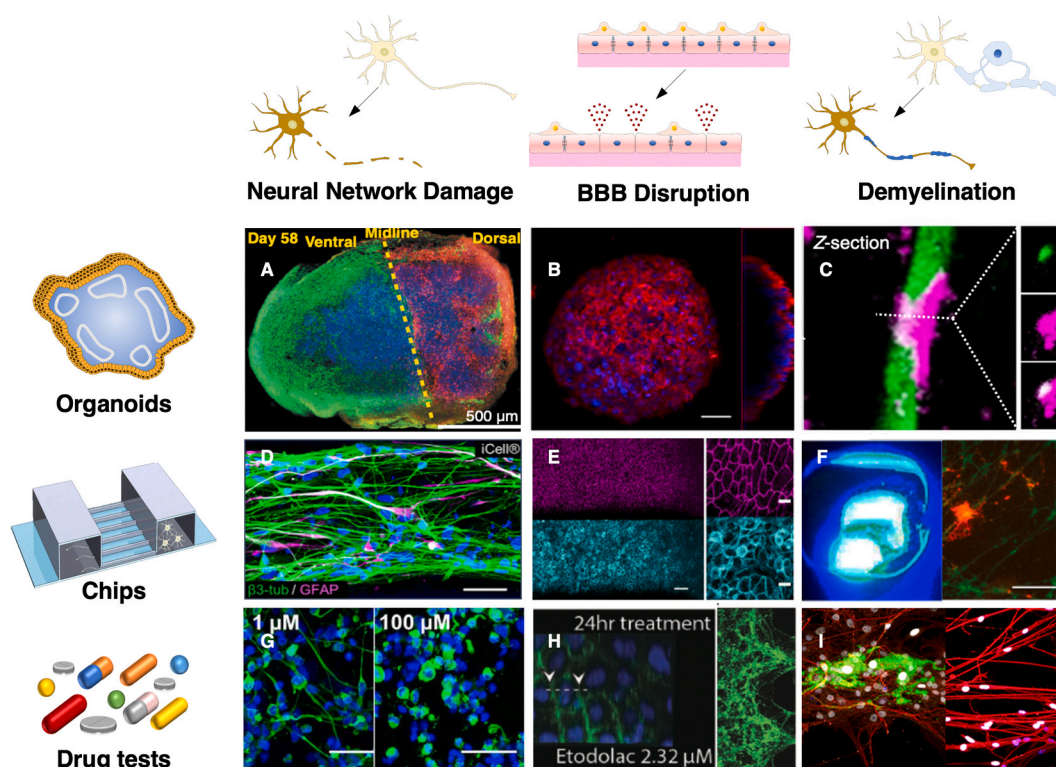 Neural Network Damage
BBB Disruption
Demyelination
Day 58
Ventral
Midline
Dorsal
A
500 µm
B
Z-section
C
Organoids
D
iCell®
β3-tub / GFAP
E
F
Chips
1 µM
100 µM
G
24hr treatment
H
Etodolac 2.32 µM
I
Drug tests